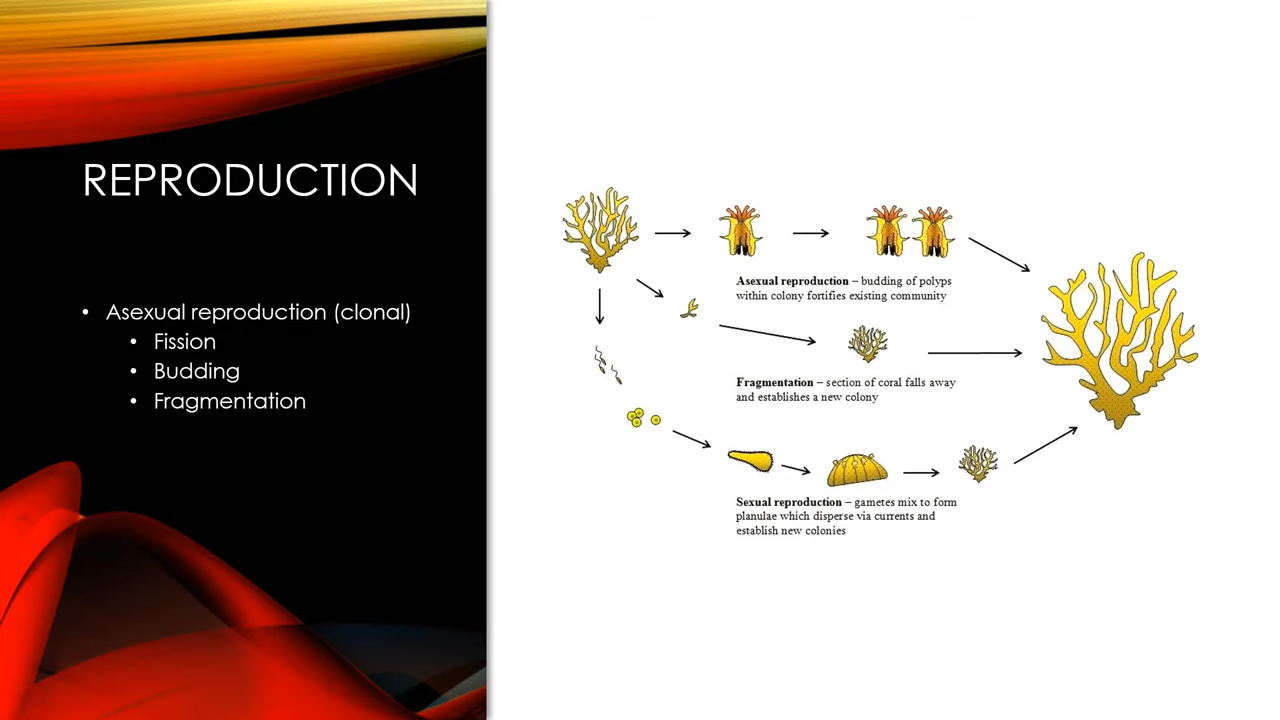 REPRODUCTION
• Asexual reproduction (clonal)
• Fission
• Budding
• Fragmentation
Asexual reproduction – budding of polyps
within colony fortifies existing community
Fragmentation – section of coral falls away
and establishes a new colony
Sexual reproduction – gametes mix to form
planulae which disperse via currents and
establish new colonies